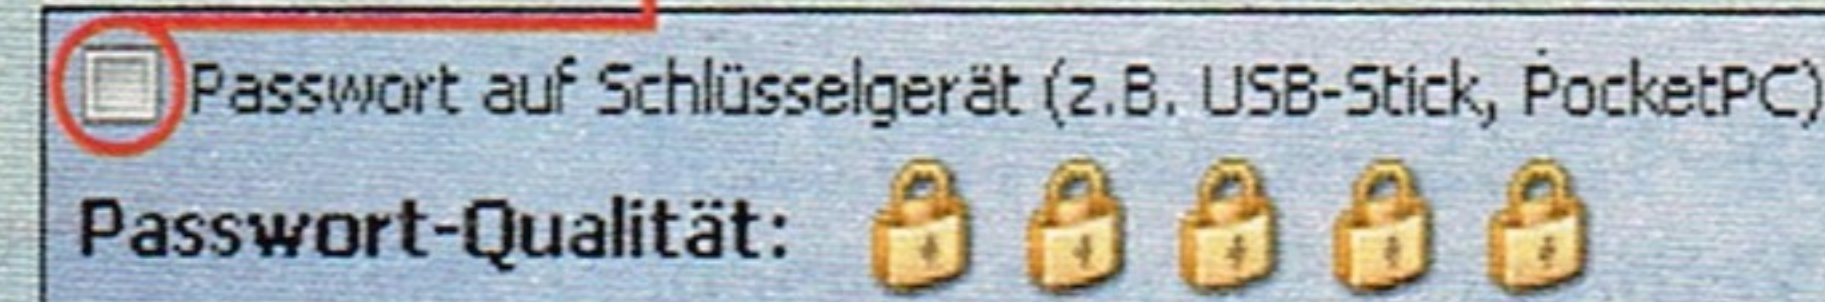 Passwort auf Schlüsselgerät (z.B. USB-Stick, PocketPC)
Passwort-Qualität: